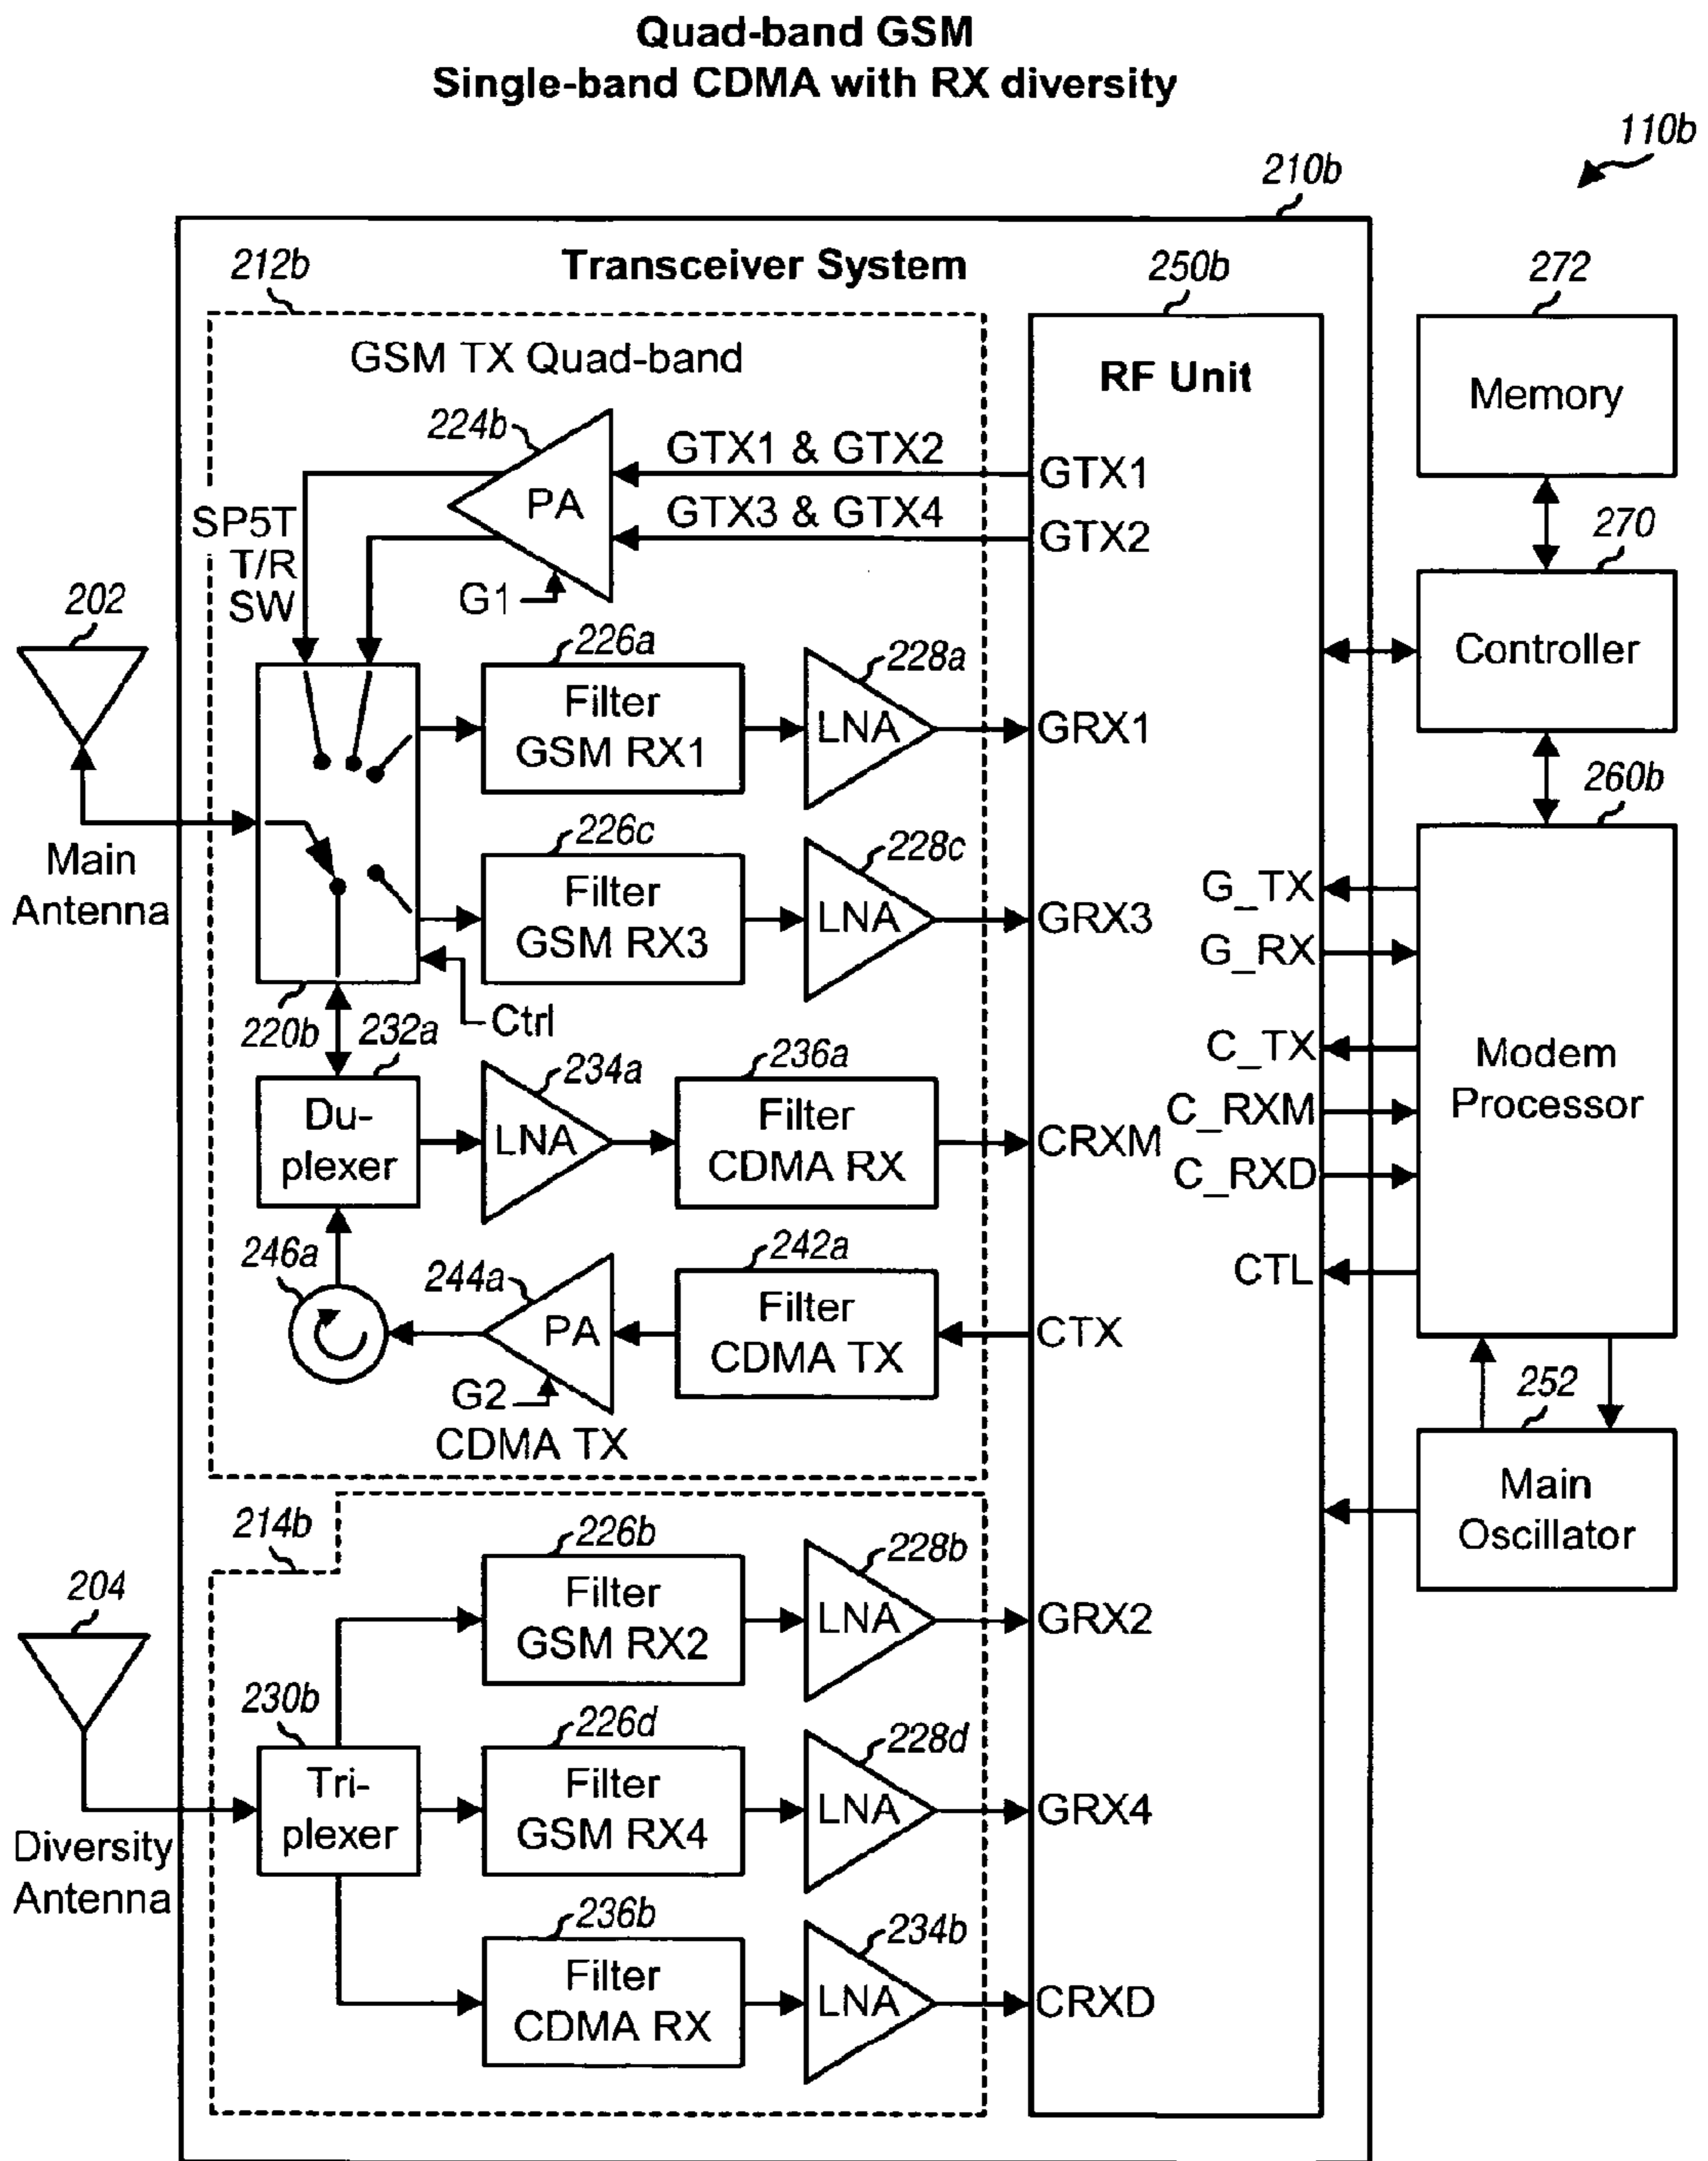 Quad-band GSM
Single-band CDMA with RX diversity
110b
210b
212b
Transceiver System
250b
272
GSM TX Quad-band
RF Unit
Memory
224b
PA
GTX1 & GTX2
GTX1
GTX3 & GTX4
GTX2
SP5T
T/R
SW
G1
270
202
226a
228a
Controller
Filter
GSM RX1
LNA
GRX1
260b
Main
Antenna
226c
228c
Filter
GSM RX3
LNA
GRX3
G_TX
G_RX
Ctrl
220b
232a
C_TX
Modem
Processor
234a
236a
Du-
plexer
LNA
Filter
CDMA RX
CRXM
C_RXM
C_RXD
246a
244a
242a
CTL
PA
Filter
CDMA TX
CTX
G2
CDMA TX
252
Main
Oscillator
214b
226b
228b
Filter
GSM RX2
LNA
GRX2
204
230b
226d
228d
Tri-
plexer
Filter
GSM RX4
LNA
GRX4
Diversity
Antenna
236b
234b
Filter
CDMA RX
LNA
CRXD